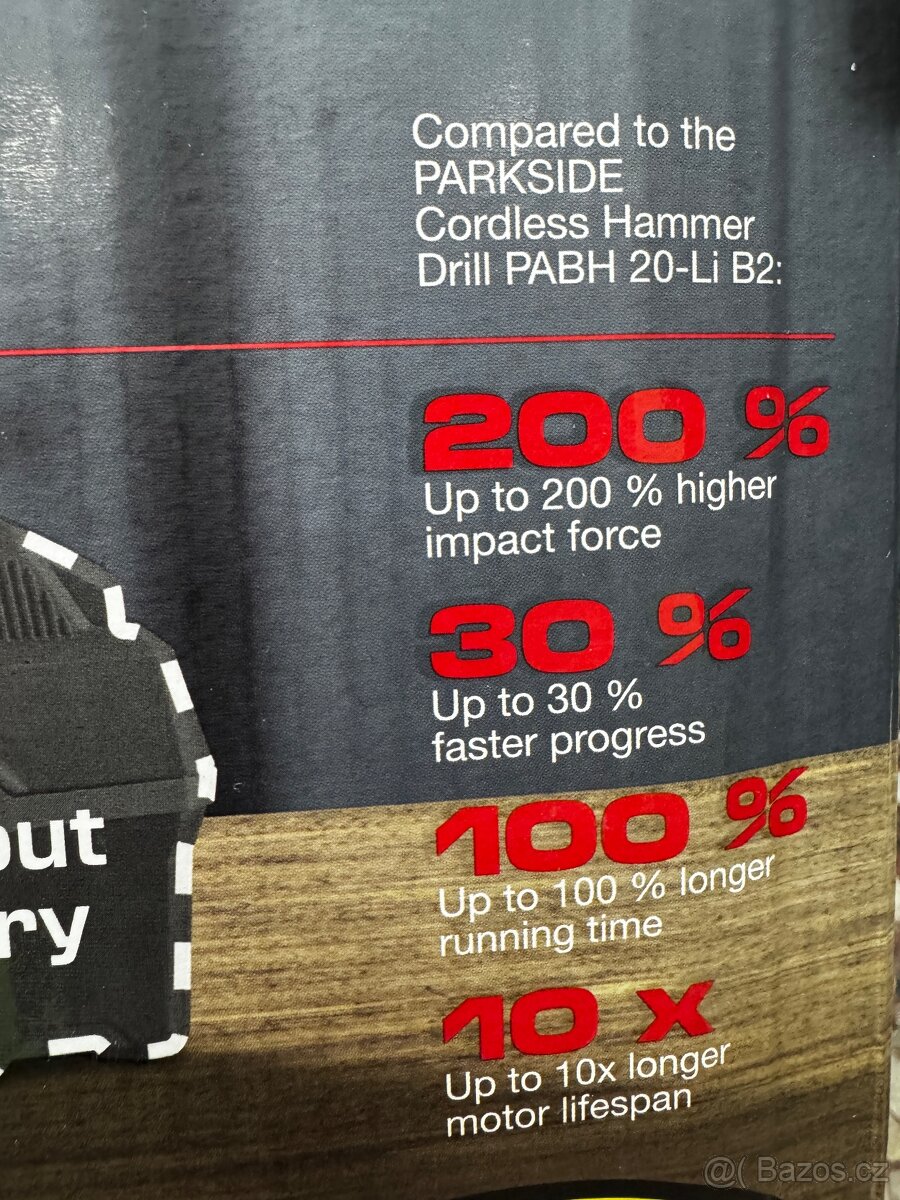 Compared to the
PARKSIDE
Cordless Hammer
Drill PABH 20-Li B2:
200 %
Up to 200 % higher
impact force
30 %
Up to 30 %
faster progress
100 %
Up to 100 % longer
running time
10 x
Up to 10x longer
motor lifespan
out
ry
@( Bazos.cz